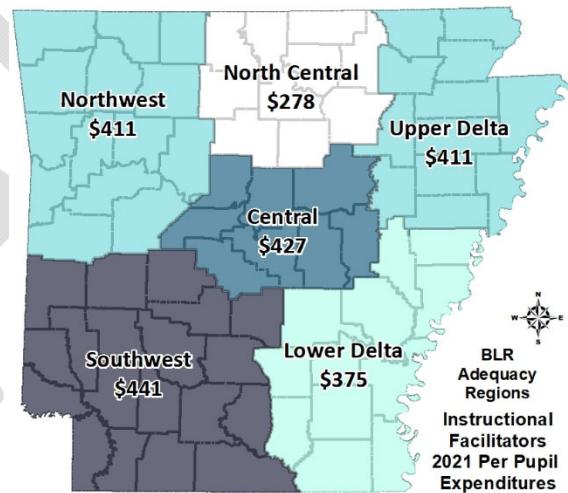 North Central
$278
Northwest
$411
Upper Delta
$411
Central
$427
Southwest
$441
Lower Delta
$375
N
W E
S
BLR
Adequacy
Regions
Instructional
Facilitators
2021 Per Pupil
Expenditures